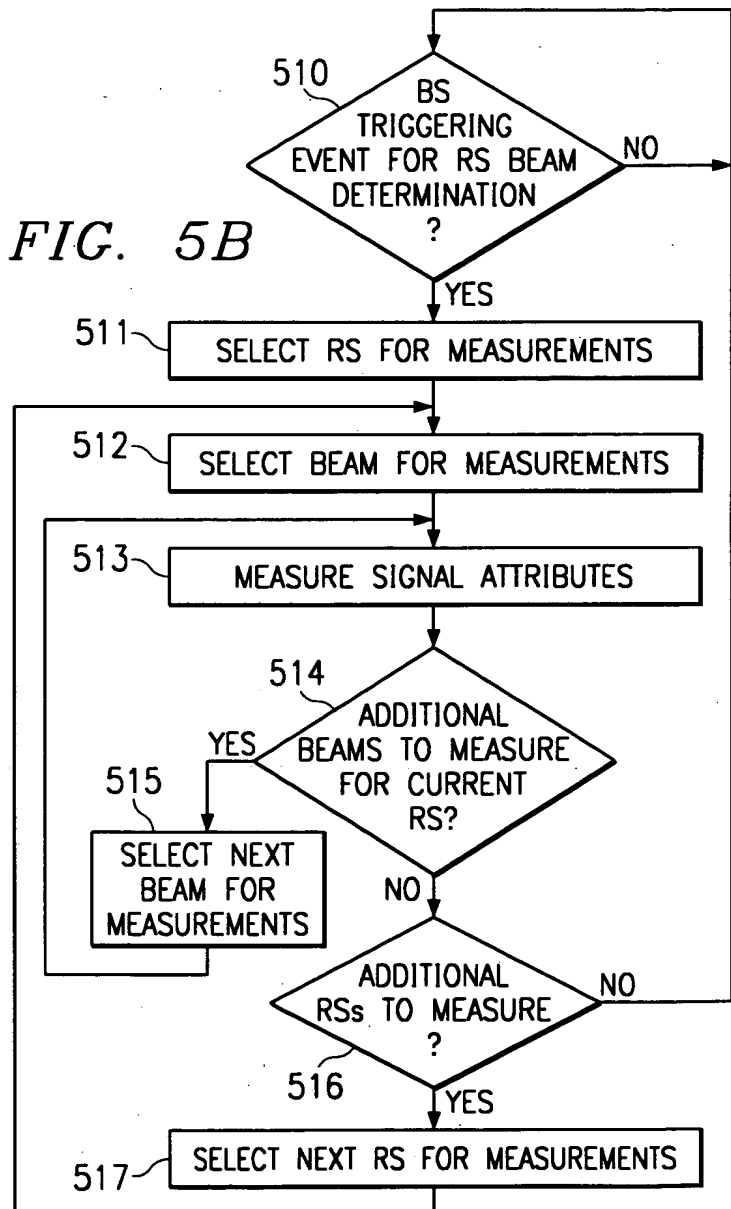 510
BS
TRIGGERING
EVENT FOR RS BEAM
DETERMINATION
?
NO
FIG. 5B
YES
511
SELECT RS FOR MEASUREMENTS
512
SELECT BEAM FOR MEASUREMENTS
513
MEASURE SIGNAL ATTRIBUTES
514
ADDITIONAL
BEAMS TO MEASURE
FOR CURRENT
RS?
YES
515
SELECT NEXT
BEAM FOR
MEASUREMENTS
NO
ADDITIONAL
RSs TO MEASURE
?
NO
516
YES
517
SELECT NEXT RS FOR MEASUREMENTS